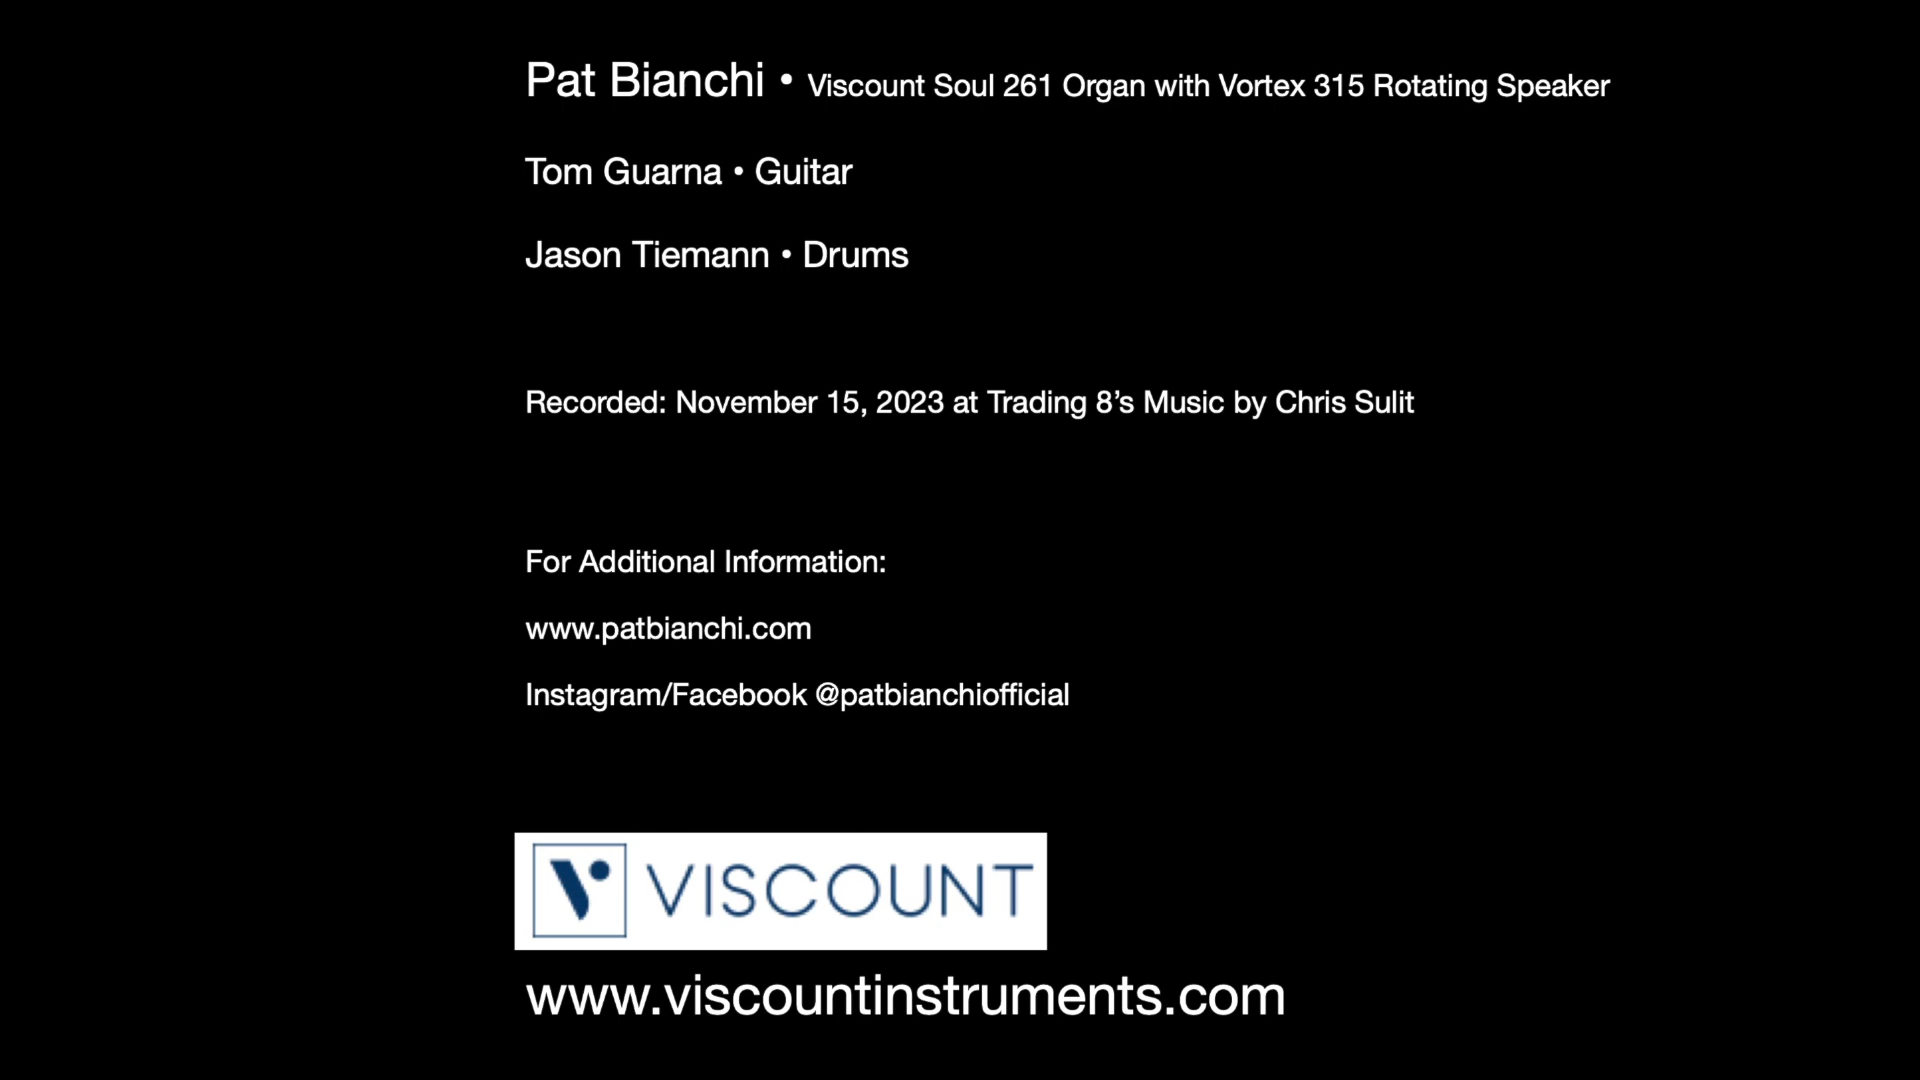 Pat Bianchi • Viscount Soul 261 Organ with Vortex 315 Rotating Speaker
Tom Guarna • Guitar
Jason Tiemann • Drums
Recorded: November 15, 2023 at Trading 8’s Music by Chris Sulit
For Additional Information:
www.patbianchi.com
Instagram/Facebook @patbianchiofficial
VISCOUNT
www.viscountinstruments.com